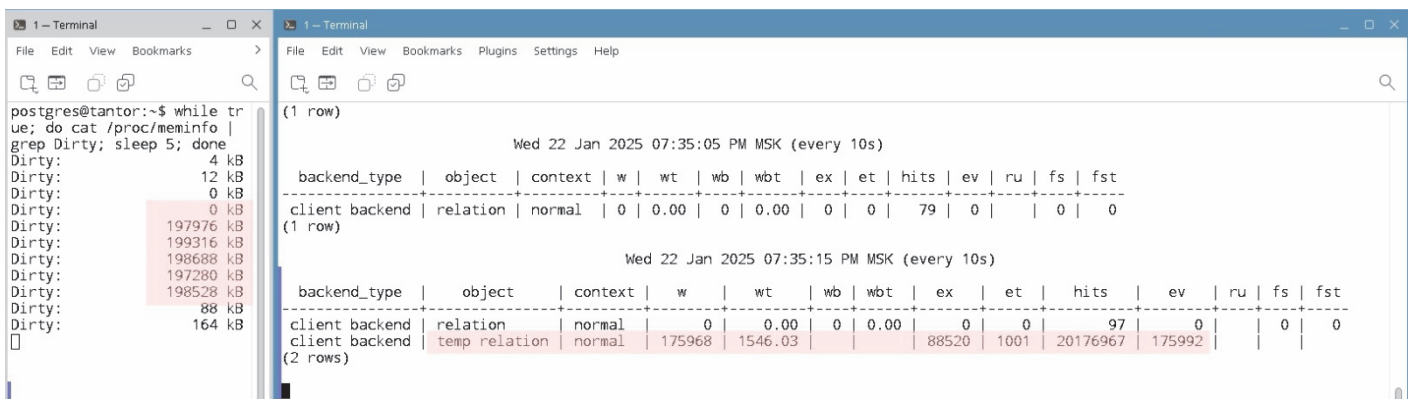 1 — Terminal
File Edit View Bookmarks >
postgres@tantor:~$ while tr
ue; do cat /proc/meminfo |
grep Dirty; sleep 5; done
Dirty: 4 kB
Dirty: 12 kB
Dirty: 0 kB
Dirty: 0 kB
Dirty: 197976 kB
Dirty: 199316 kB
Dirty: 198688 kB
Dirty: 197280 kB
Dirty: 198528 kB
Dirty: 88 kB
Dirty: 164 kB
1 — Terminal
File Edit View Bookmarks Plugins Settings Help
(1 row)
Wed 22 Jan 2025 07:35:05 PM MSK (every 10s)
backend_type | object | context | w | wt | wb | wbt | ex | et | hits | ev | ru | fs | fst
----------------+----------+---------+---+------+----+------+----+----+------+----+----+----+-----
client backend | relation | normal | 0 | 0.00 | 0 | 0.00 | 0 | 0 | 79 | 0 | | 0 | 0
(1 row)
Wed 22 Jan 2025 07:35:15 PM MSK (every 10s)
backend_type | object | context | w | wt | wb | wbt | ex | et | hits | ev | ru | fs | fst
----------------+---------------+---------+--------+---------+----+------+-------+------+----------+--------+----+----+-----
client backend | relation | normal | 0 | 0.00 | 0 | 0.00 | 0 | 0 | 97 | 0 | | 0 | 0
client backend | temp relation | normal | 175968 | 1546.03 | | | 88520 | 1001 | 20176967 | 175992 | | |
(2 rows)